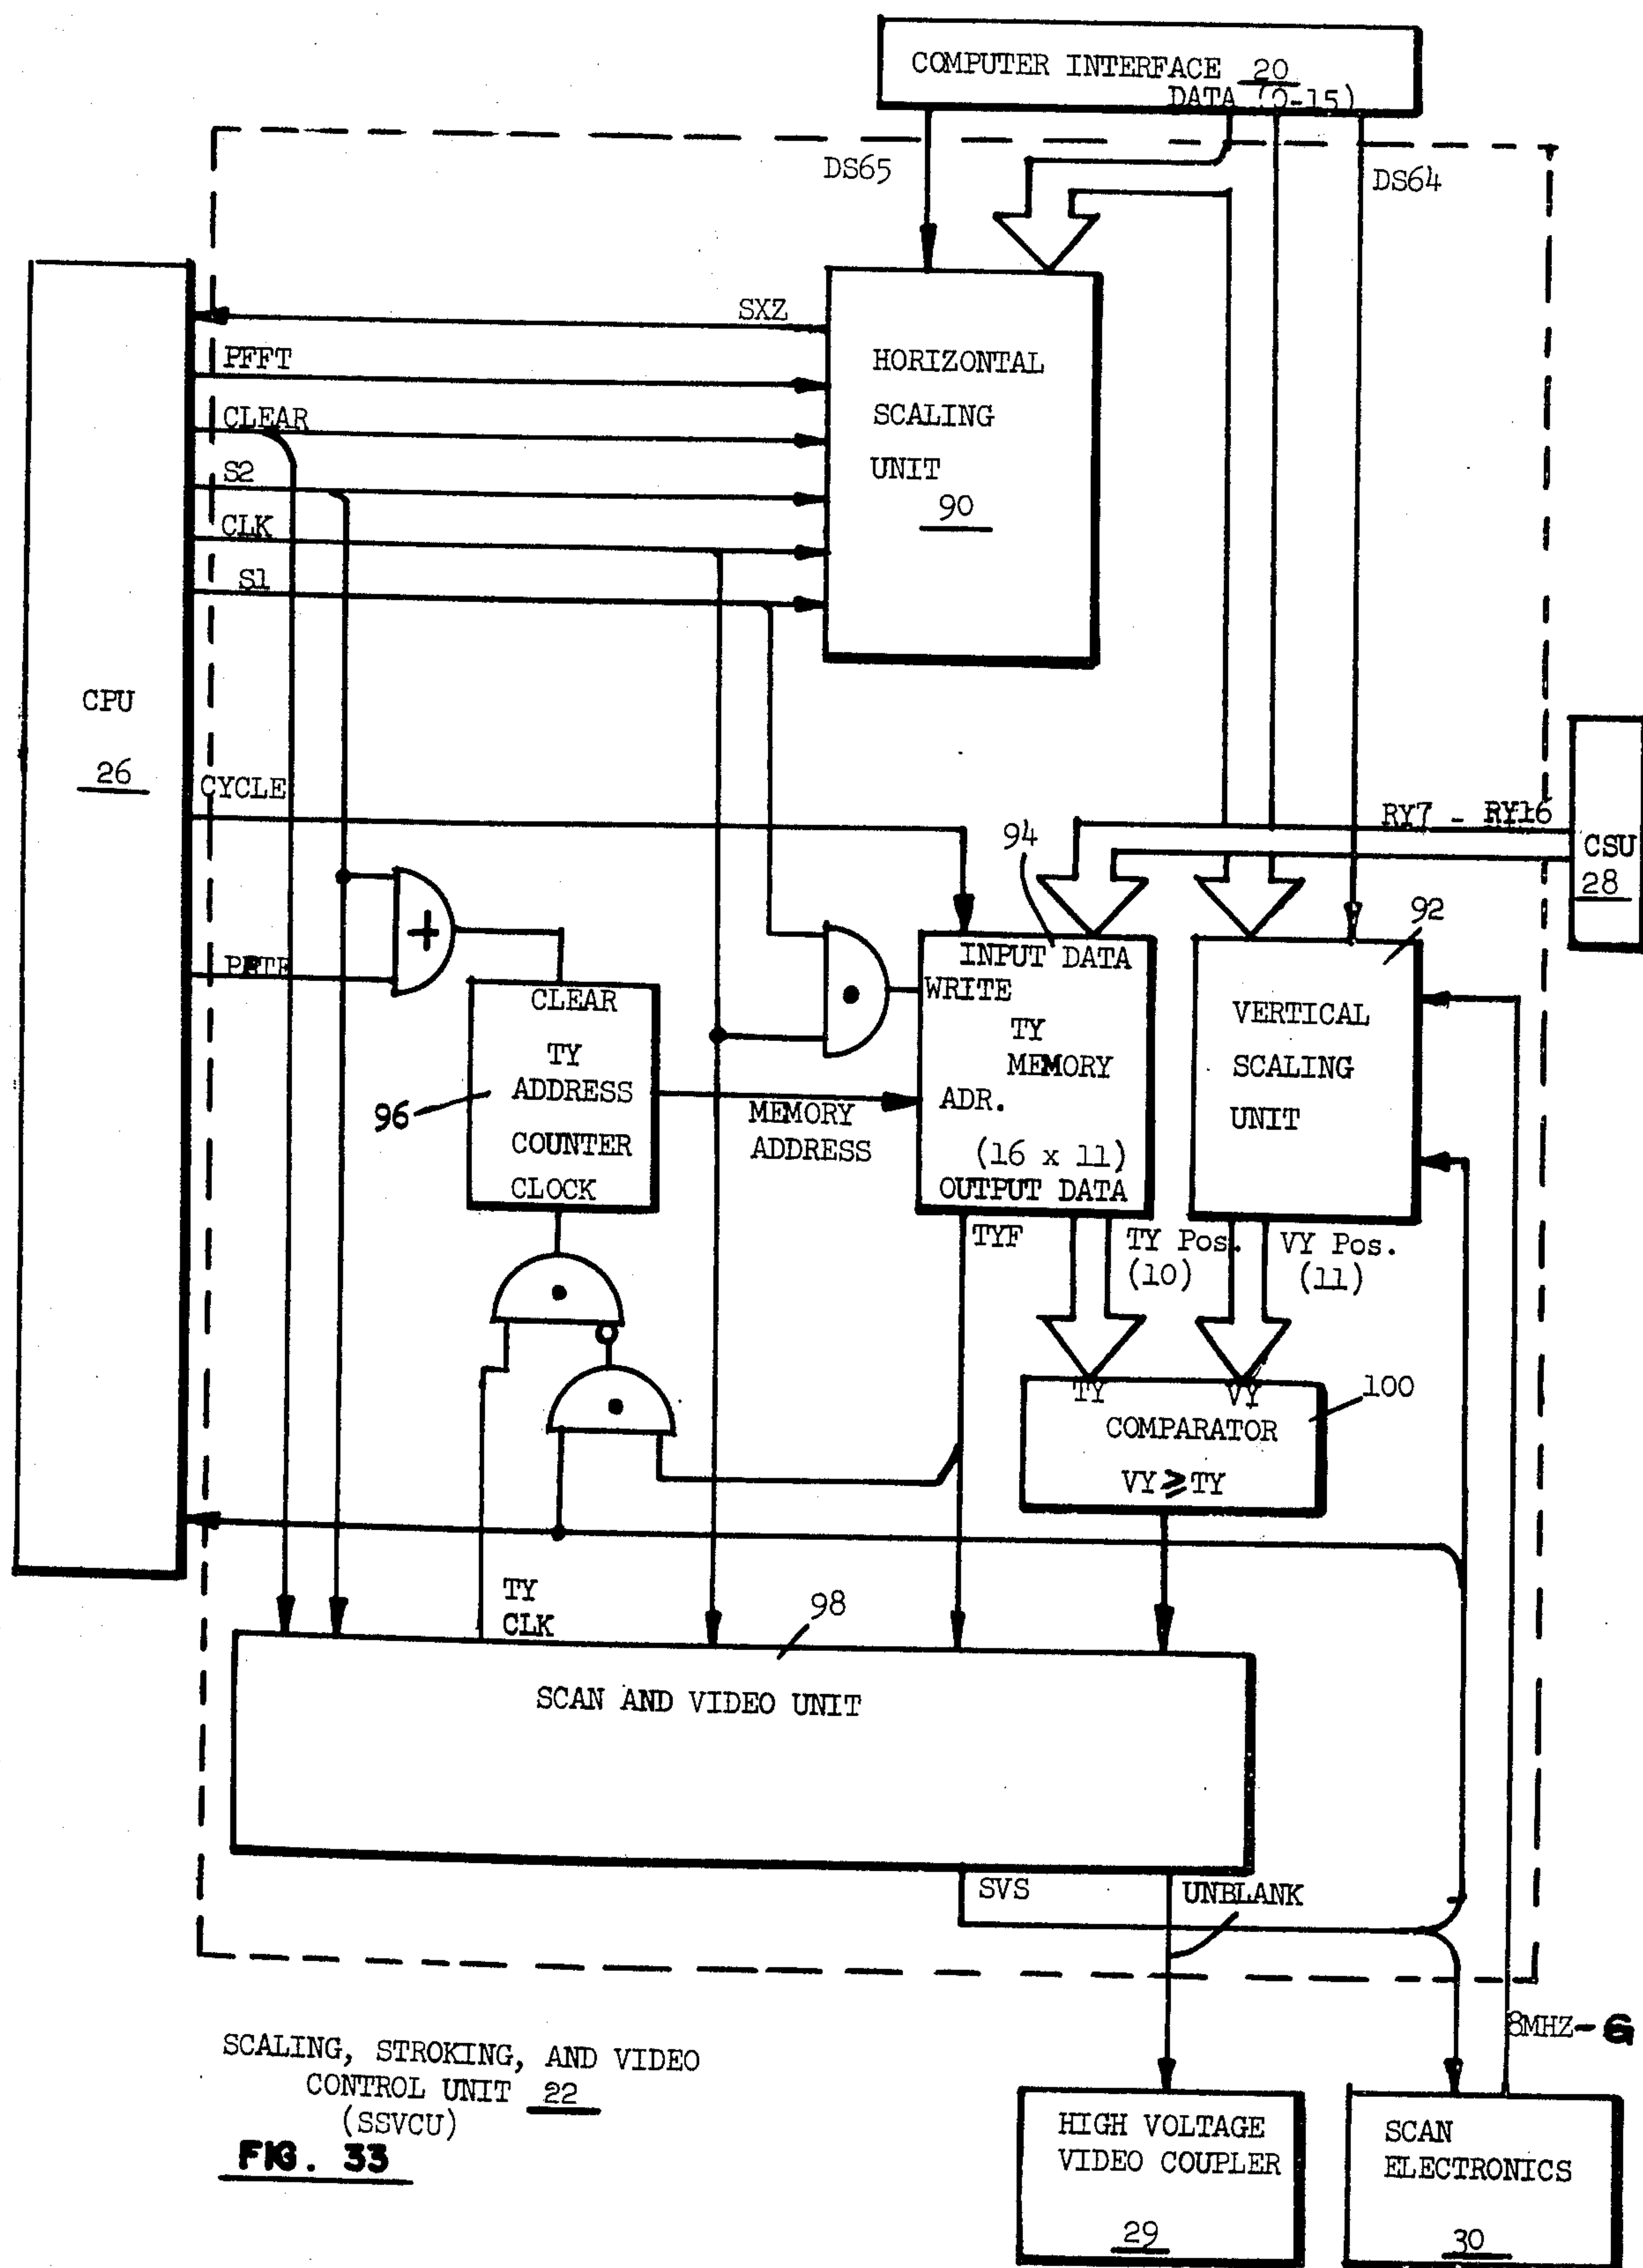 COMPUTER INTERFACE 20
DATA (0-15)
DS65
DS64
SXZ
PFFT
CLEAR
S2
CLK
S1
HORIZONTAL
SCALING
UNIT
90
CPU
26
CYCLE
RY7 - RY16
CSU
28
94
92
+
INPUT DATA
WRITE
TY
MEMORY
ADR.
(16 x 11)
OUTPUT DATA
CLEAR
TY
ADDRESS
COUNTER
CLOCK
96
MEMORY
ADDRESS
VERTICAL
SCALING
UNIT
TYF
TY Pos.
(10)
VY Pos.
(11)
TY VY
COMPARATOR
VY ≥ TY
100
TY
CLK
98
SCAN AND VIDEO UNIT
SVS
UNBLANK
8MHZ-G
SCALING, STROKING, AND VIDEO
CONTROL UNIT 22
(SSVCU)
FIG. 33
HIGH VOLTAGE
VIDEO COUPLER
29
SCAN
ELECTRONICS
30